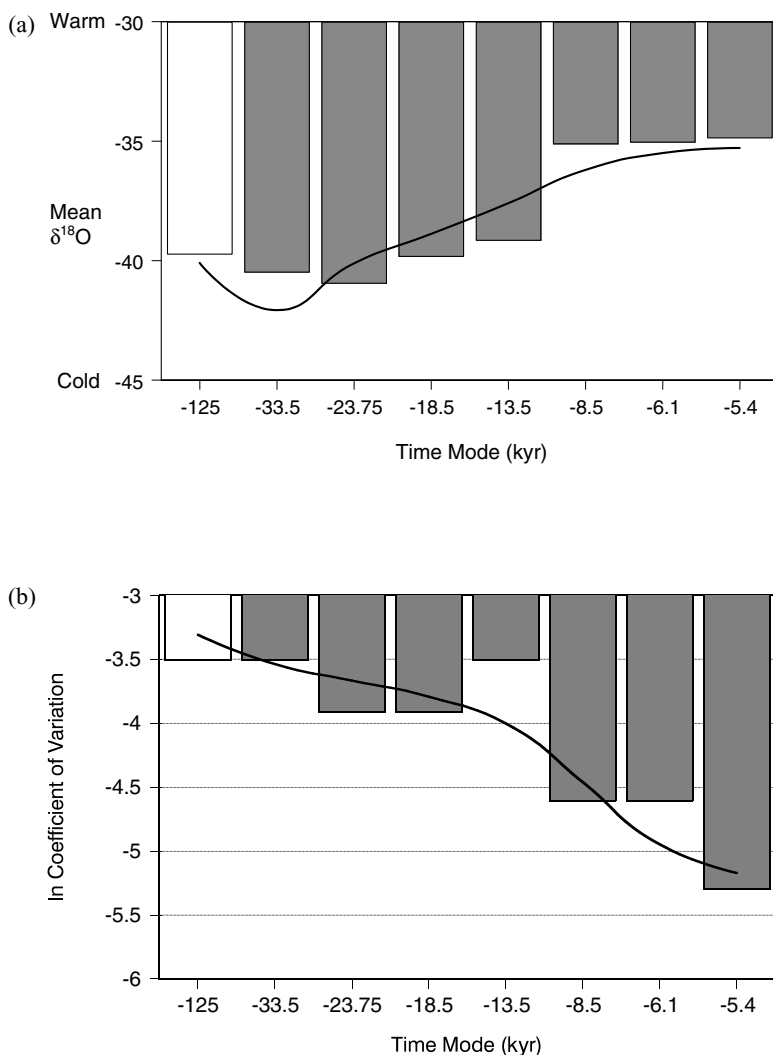 (a)
Warm
-30
-35
Mean
δ18O
-40
Cold
-45
-125 -33.5 -23.75 -18.5 -13.5 -8.5 -6.1 -5.4
Time Mode (kyr)
(b)
-3
-3.5
-4
-4.5
-5
-5.5
-6
ln Coefficient of Variation
-125 -33.5 -23.75 -18.5 -13.5 -8.5 -6.1 -5.4
Time Mode (kyr)